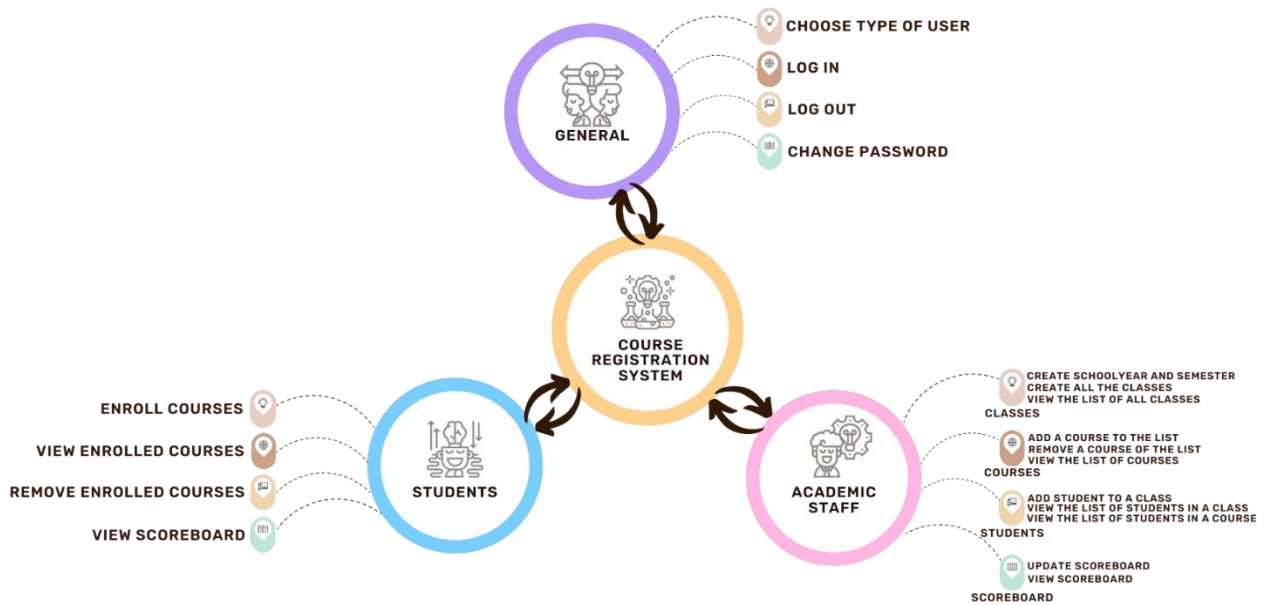 CHOOSE TYPE OF USER
LOG IN
LOG OUT
CHANGE PASSWORD
GENERAL
COURSE
REGISTRATION
SYSTEM
ENROLL COURSES
VIEW ENROLLED COURSES
REMOVE ENROLLED COURSES
VIEW SCOREBOARD
STUDENTS
ACADEMIC
STAFF
CREATE SCHOOLYEAR AND SEMESTER
CREATE ALL THE CLASSES
VIEW THE LIST OF ALL CLASSES
CLASSES
ADD A COURSE TO THE LIST
REMOVE A COURSE OF THE LIST
VIEW THE LIST OF COURSES
COURSES
ADD STUDENT TO A CLASS
VIEW THE LIST OF STUDENTS IN A CLASS
VIEW THE LIST OF STUDENTS IN A COURSE
STUDENTS
UPDATE SCOREBOARD
VIEW SCOREBOARD
SCOREBOARD